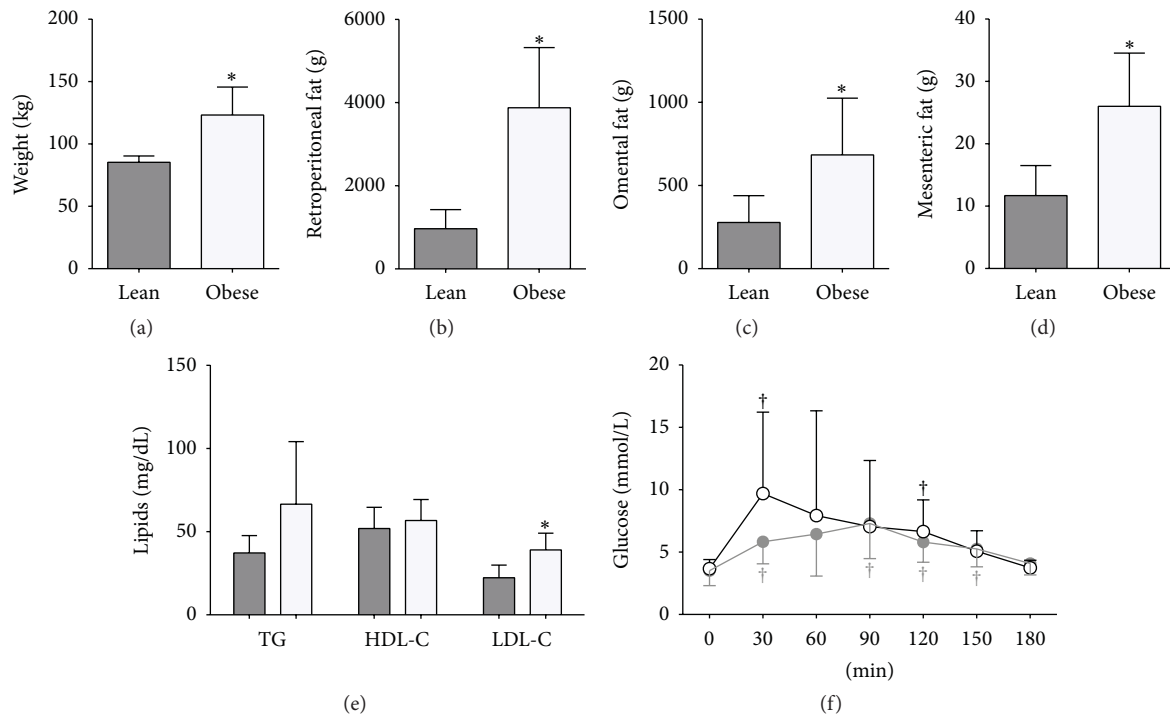 Weight (kg)
200
150
100
50
0
*
Lean Obese
(a)
Retroperitoneal fat (g)
6000
4000
2000
0
*
Lean Obese
(b)
Omental fat (g)
1500
1000
500
0
*
Lean Obese
(c)
Mesenteric fat (g)
40
30
20
10
0
*
Lean Obese
(d)
Lipids (mg/dL)
150
100
50
0
*
TG HDL-C LDL-C
(e)
Glucose (mmol/L)
20
15
10
5
0
† †
† † † †
0 30 60 90 120 150 180
(min)
(f)